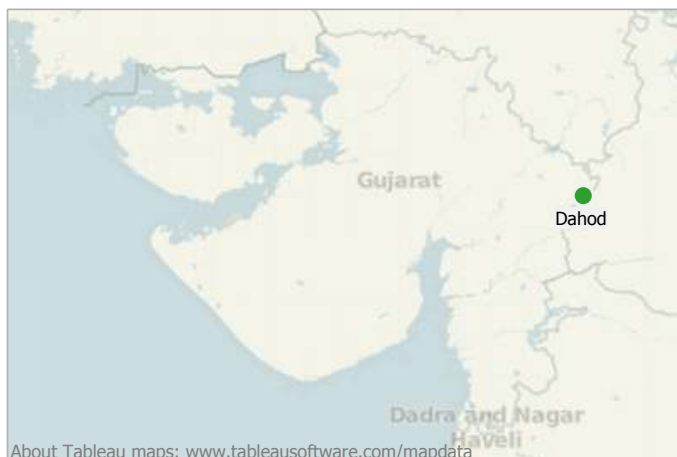 Gujarat
Dahod
Dadra and Nagar
Haveli
About Tableau maps: www.tableausoftware.com/mapdata